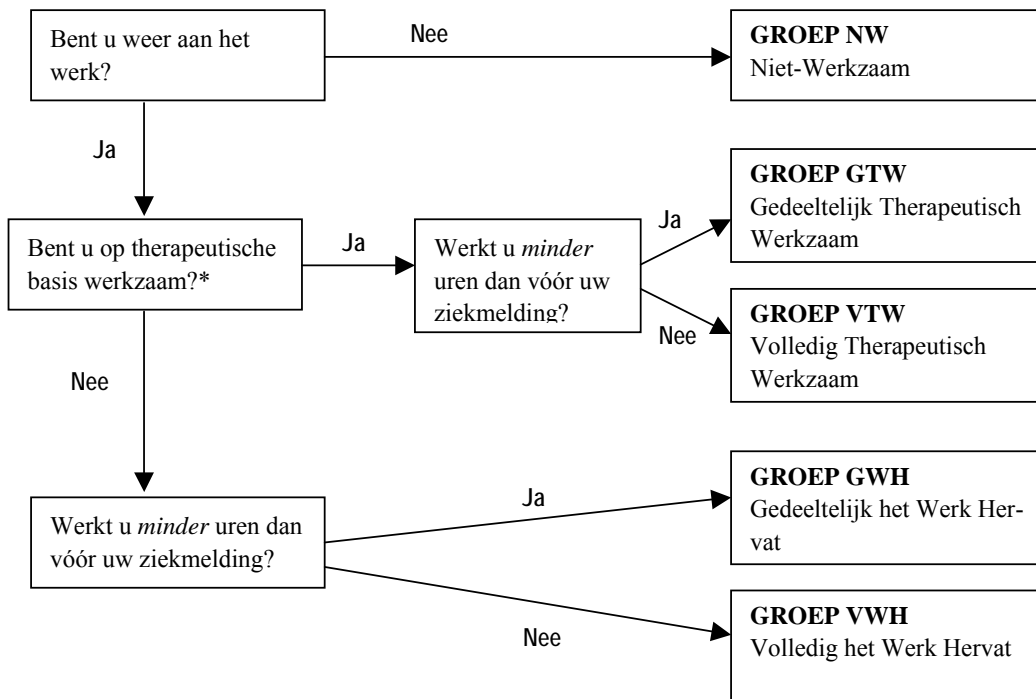 Bent u weer aan het
werk?
Nee
GROEP NW
Niet-Werkzaam
Ja
Bent u op therapeutische
basis werkzaam?*
Ja
Werkt u minder
uren dan vóór uw
ziekmelding?
Ja
GROEP GTW
Gedeeltelijk Therapeutisch
Werkzaam
Nee
GROEP VTW
Volledig Therapeutisch
Werkzaam
Nee
Werkt u minder uren dan
vóór uw ziekmelding?
Ja
GROEP GWH
Gedeeltelijk het Werk Her-
vat
Nee
GROEP VWH
Volledig het Werk Hervat